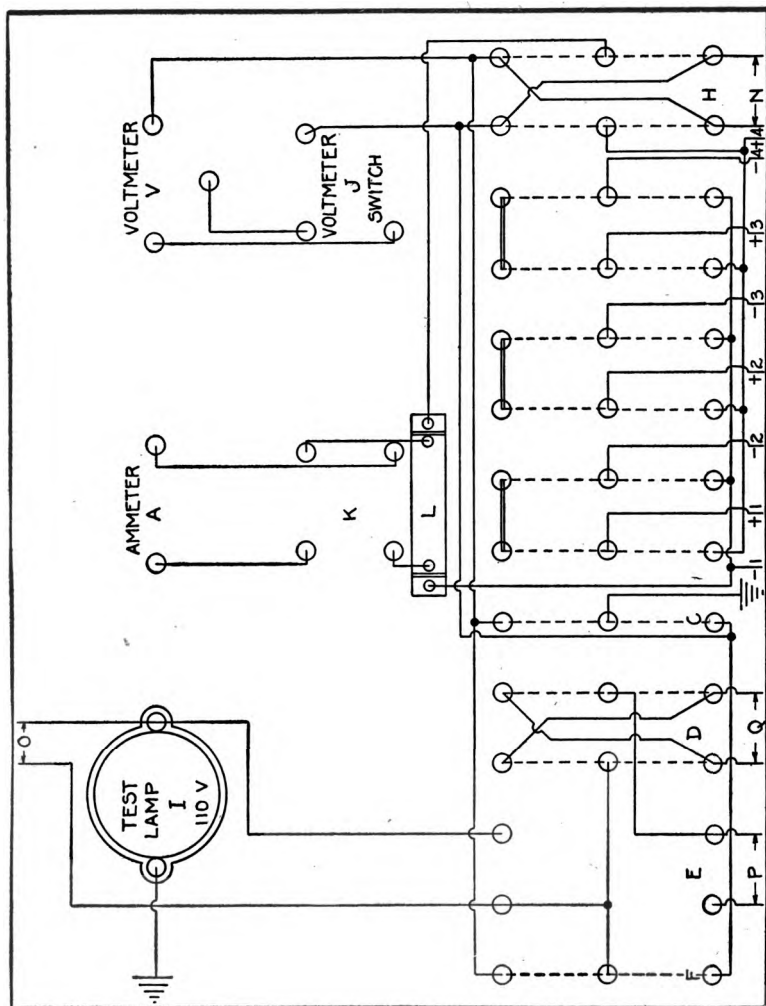 VOLTMETER
V
VOLTMETER
J
SWITCH
AMMETER
A
K
L
TEST
LAMP
I
110 V
O
H
N
+4
-4
+3
-3
+2
-2
+1
-1
C
D
Q
E
P
F